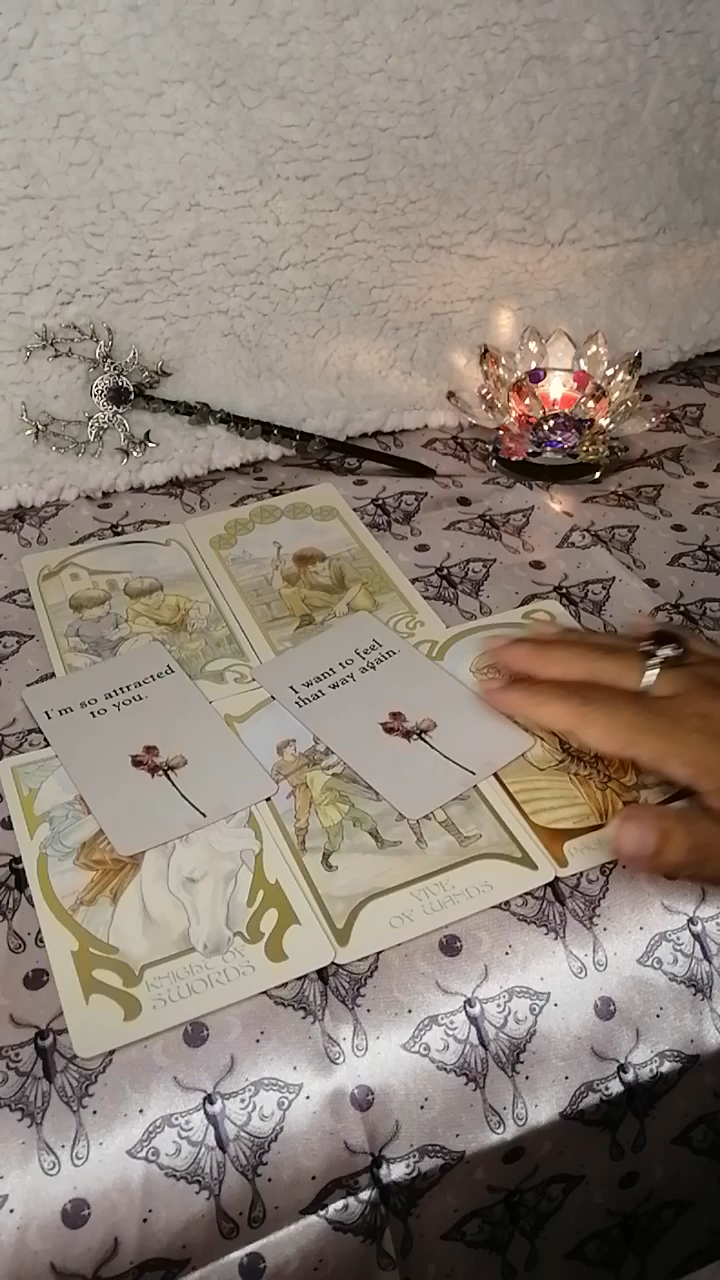 I'm so attracted
to you.
I want to feel
that way again.
KNIGHT OF
SWORDS
FIVE
OF WANDS